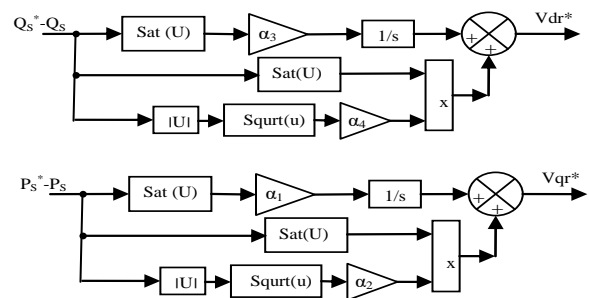 Qs*-Qs Sat (U) α3 1/s + + Vdr*
Sat(U) x
|U| Squrt(u) α4
Ps*-Ps Sat (U) α1 1/s + + Vqr*
Sat(U) x
|U| Squrt(u) α2